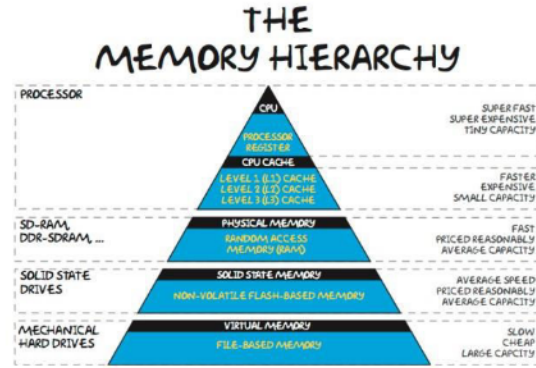 THE
MEMORY HIERARCHY
PROCESSOR
CPU
PROCESSOR
REGISTER
SUPER FAST
SUPER EXPENSIVE
TINY CAPACITY
CPU CACHE
LEVEL 1 (L1) CACHE
LEVEL 2 (L2) CACHE
LEVEL 3 (L3) CACHE
FASTER
EXPENSIVE
SMALL CAPACITY
SD-RAM,
DDR-SDRAM, ...
PHYSICAL MEMORY
RANDOM ACCESS
MEMORY (RAM)
FAST
PRICED REASONABLY
AVERAGE CAPACITY
SOLID STATE
DRIVES
SOLID STATE MEMORY
NON-VOLATILE FLASH-BASED MEMORY
AVERAGE SPEED
PRICED REASONABLY
AVERAGE CAPACITY
MECHANICAL
HARD DRIVES
VIRTUAL MEMORY
FILE-BASED MEMORY
SLOW
CHEAP
LARGE CAPCITY